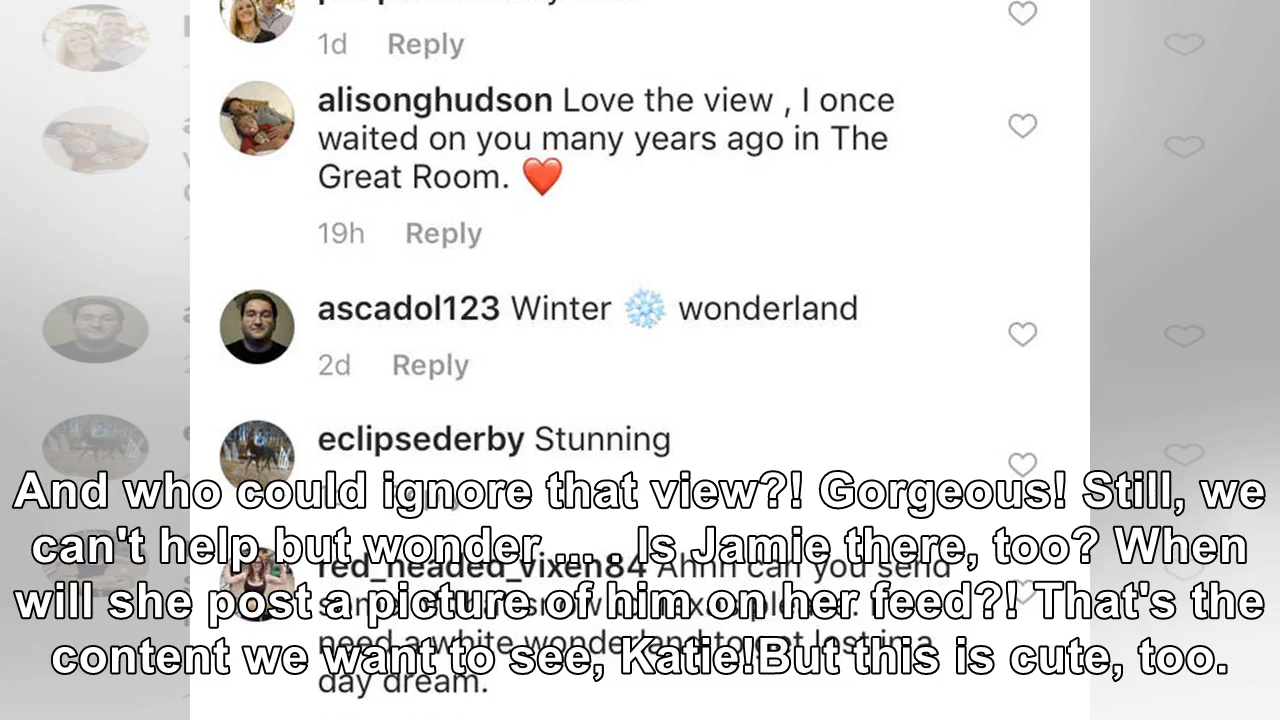 1d Reply
alisonghudson Love the view , I once
waited on you many years ago in The
Great Room. ❤️
19h Reply
ascadol123 Winter ❄️ wonderland
2d Reply
eclipsederby Stunning
red_headed_vixen84 Ahhh can you send
need a white wonderland to get lost in a
day dream.
And who could ignore that view?! Gorgeous! Still, we
can't help but wonder ... . Is Jamie there, too? When
will she post a picture of him on her feed?! That's the
content we want to see, Katie!But this is cute, too.